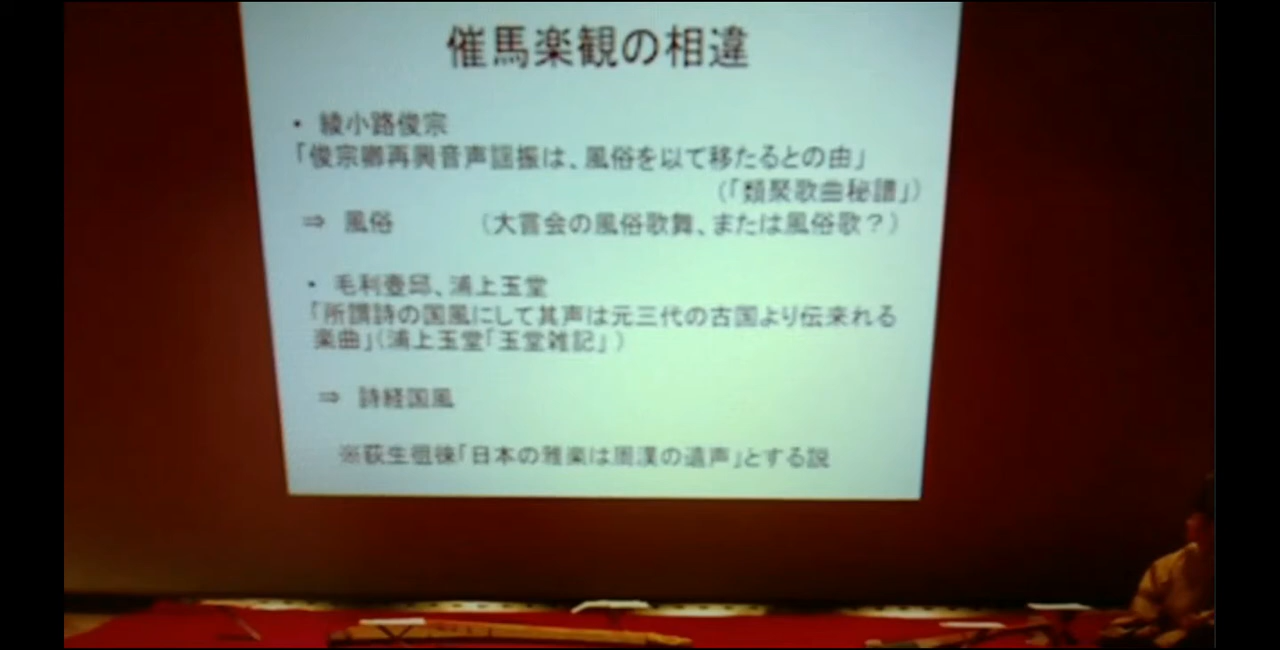 催馬楽観の相違
・ 綾小路俊宗
「俊宗卿再興音声謡振は、風俗を以て移たるとの由」
(「類聚歌曲秘譜」)
⇒ 風俗 (大嘗会の風俗歌舞、または風俗歌?)
・ 毛利壺邱、浦上玉堂
「所謂詩の国風にして其声は元三代の古国より伝来れる
楽曲」(浦上玉堂「玉堂雑記」)
⇒ 詩経国風
※荻生徂徠「日本の雅楽は周漢の遺声」とする説